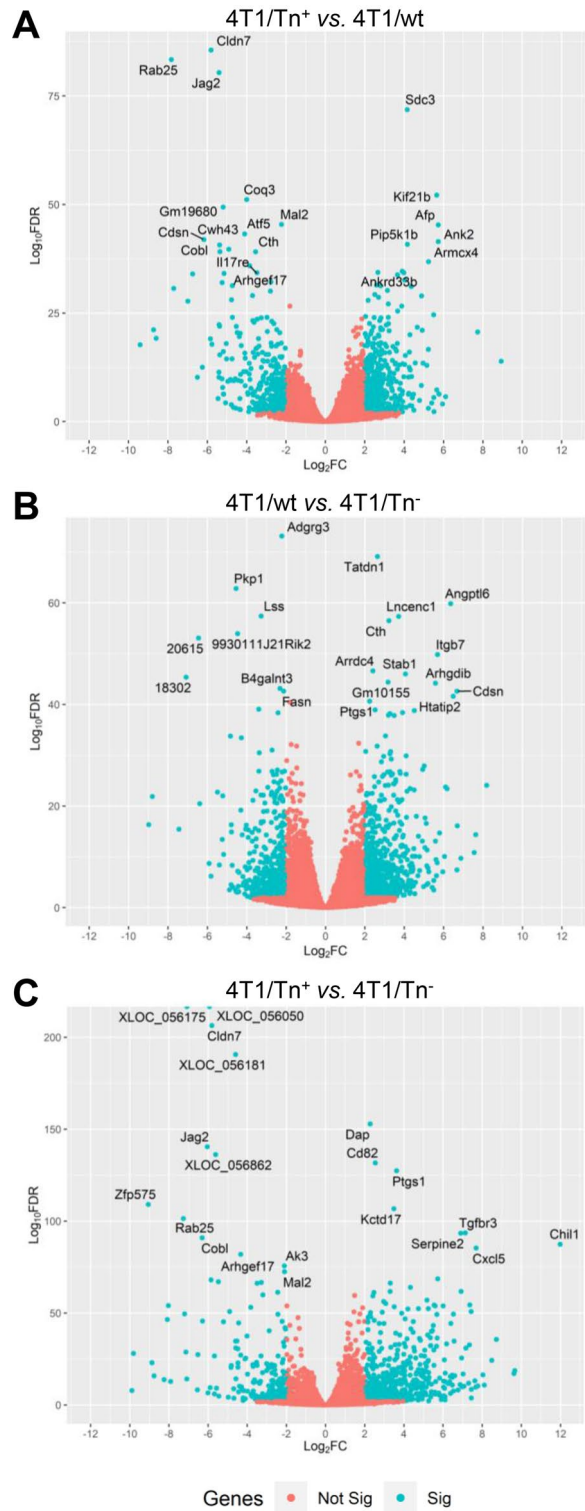 A
4T1/Tn⁺ vs. 4T1/wt
Cldn7
Rab25
Jag2
Sdc3
Coq3
Kif21b
Gm19680
Mal2
Afp
Atf5
Cdsn
Cwh43
Cth
Pip5k1b
Ank2
Cobl
Il17re
Armcx4
Arhgef17
Ankrd33b
75
50
25
0
Log₁₀FDR
-12 -10 -8 -6 -4 -2 0 2 4 6 8 10 12
Log₂FC
B
4T1/wt vs. 4T1/Tn⁻
Adgrg3
Tatdn1
Pkp1
Angptl6
Lss
Lncenc1
Cth
20615
9930111J21Rik2
Itgb7
Arrdc4
Stab1
18302
B4galnt3
Arhgdib
Gm10155
Cdsn
Fasn
Ptgs1
Htatip2
60
40
20
0
Log₁₀FDR
-12 -10 -8 -6 -4 -2 0 2 4 6 8 10 12
Log₂FC
C
4T1/Tn⁺ vs. 4T1/Tn⁻
XLOC_056175
XLOC_056050
Cldn7
XLOC_056181
Dap
Jag2
Cd82
XLOC_056862
Ptgs1
Zfp575
Rab25
Kctd17
Tgfbr3
Cobl
Serpine2
Chil1
Arhgef17
Ak3
Cxcl5
Mal2
200
150
100
50
0
Log₁₀FDR
-12 -10 -8 -6 -4 -2 0 2 4 6 8 10 12
Log₂FC
Genes Not Sig Sig